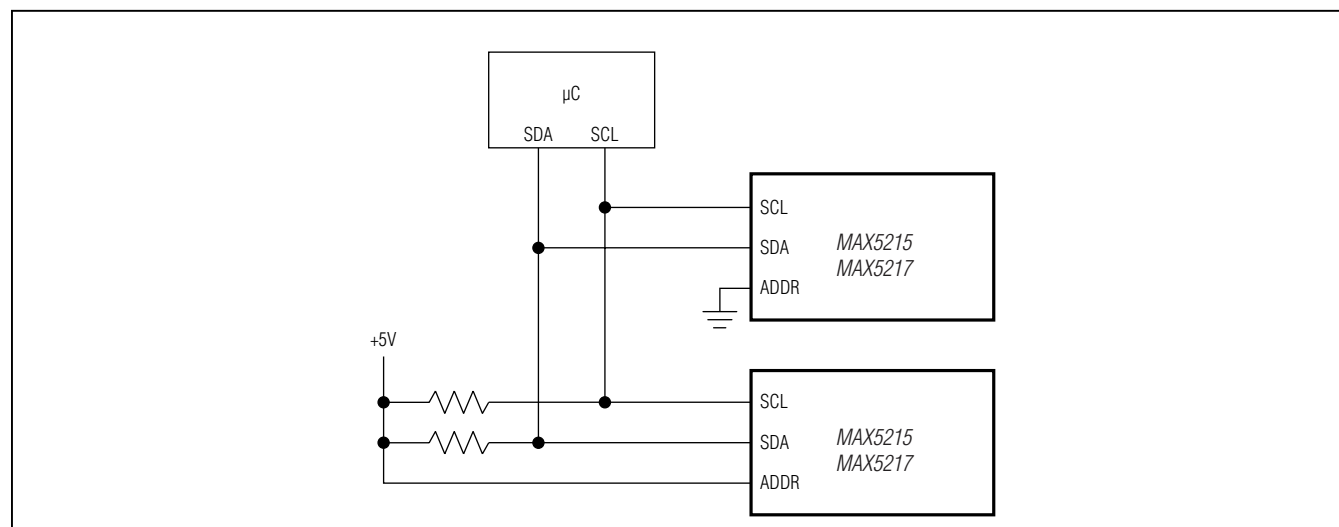 µC
SDA SCL
SCL
SDA
ADDR
MAX5215
MAX5217
+5V
SCL
SDA
ADDR
MAX5215
MAX5217